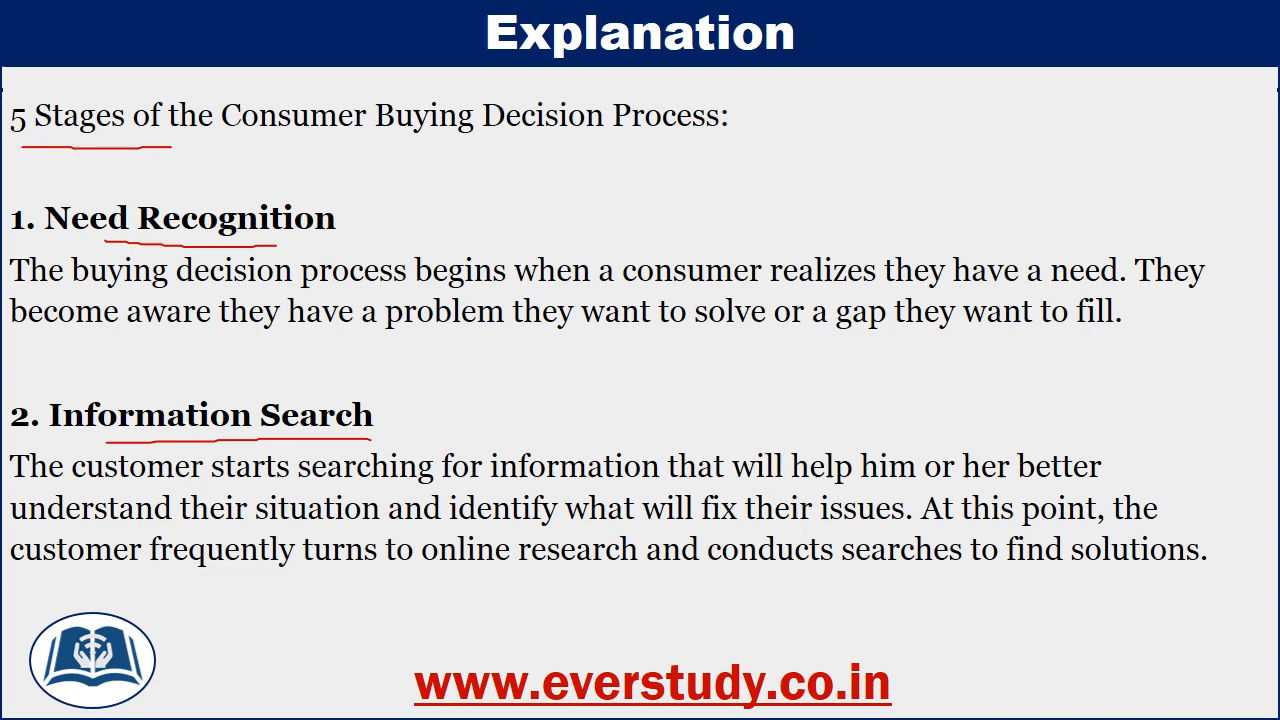 Explanation
5 Stages of the Consumer Buying Decision Process:
1. Need Recognition
The buying decision process begins when a consumer realizes they have a need. They
become aware they have a problem they want to solve or a gap they want to fill.
2. Information Search
The customer starts searching for information that will help him or her better
understand their situation and identify what will fix their issues. At this point, the
customer frequently turns to online research and conducts searches to find solutions.
www.everstudy.co.in